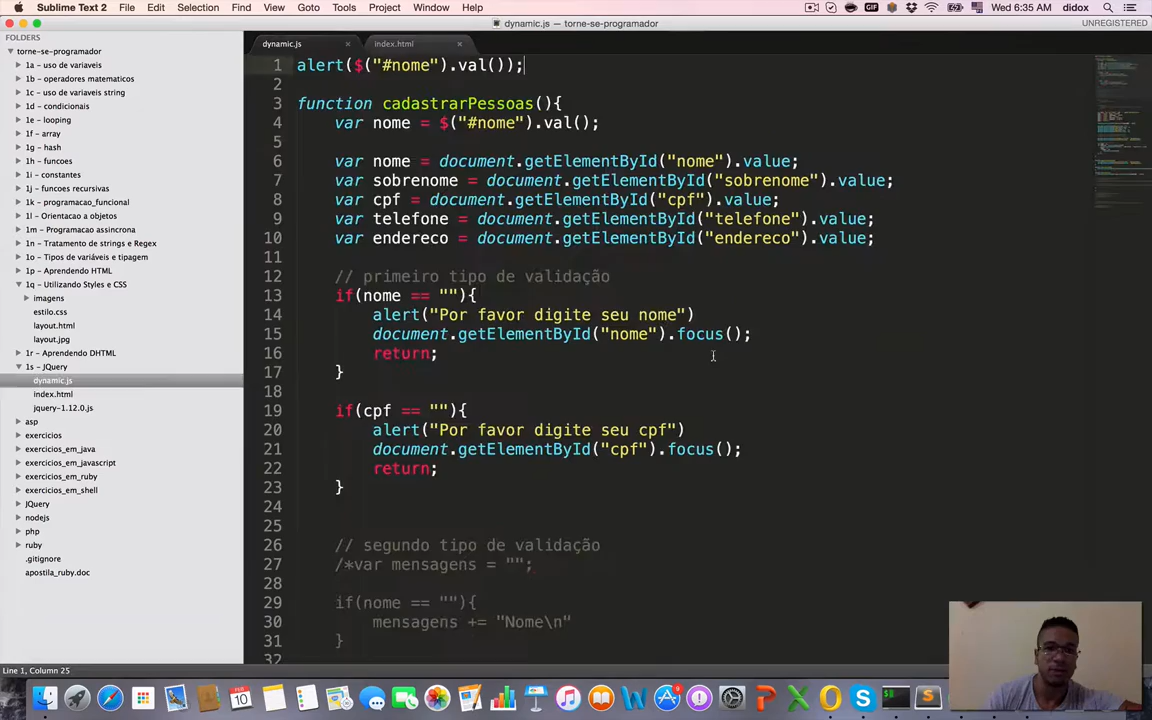 Sublime Text 2 File Edit Selection Find View Goto Tools Project Window Help GIF Wed 6:35 AM didox
dynamic.js — torne-se-programador UNREGISTERED
FOLDERS
torne-se-programador
1a - uso de variaveis
1b - operadores matematicos
1c - uso de variaveis string
1d - condicionais
1e - looping
1f - array
1g - hash
1h - funcoes
1i - constantes
1j - funcoes recursivas
1k - programacao_funcional
1l - Orientacao a objetos
1m - Programacao assincrona
1n - Tratamento de strings e Regex
1o - Tipos de variáveis e tipagem
1p - Aprendendo HTML
1q - Utilizando Styles e CSS
imagens
estilo.css
layout.html
layout.jpg
1r - Aprendendo DHTML
1s - JQuery
dynamic.js
index.html
jquery-1.12.0.js
asp
exercicios
exercicios_em_java
exercicios_em_javascript
exercicios_em_ruby
exercicios_em_shell
JQuery
nodejs
php
ruby
.gitignore
apostila_ruby.doc
dynamic.js × index.html ×
1 alert($("#nome").val());
2
3 function cadastrarPessoas(){
4 var nome = $("#nome").val();
5
6 var nome = document.getElementById("nome").value;
7 var sobrenome = document.getElementById("sobrenome").value;
8 var cpf = document.getElementById("cpf").value;
9 var telefone = document.getElementById("telefone").value;
10 var endereco = document.getElementById("endereco").value;
11
12 // primeiro tipo de validação
13 if(nome == ""){
14 alert("Por favor digite seu nome")
15 document.getElementById("nome").focus();
16 return;
17 }
18
19 if(cpf == ""){
20 alert("Por favor digite seu cpf")
21 document.getElementById("cpf").focus();
22 return;
23 }
24
25
26 // segundo tipo de validação
27 /*var mensagens = "";
28
29 if(nome == ""){
30 mensagens += "Nome\n"
31 }
32
Line 1, Column 25